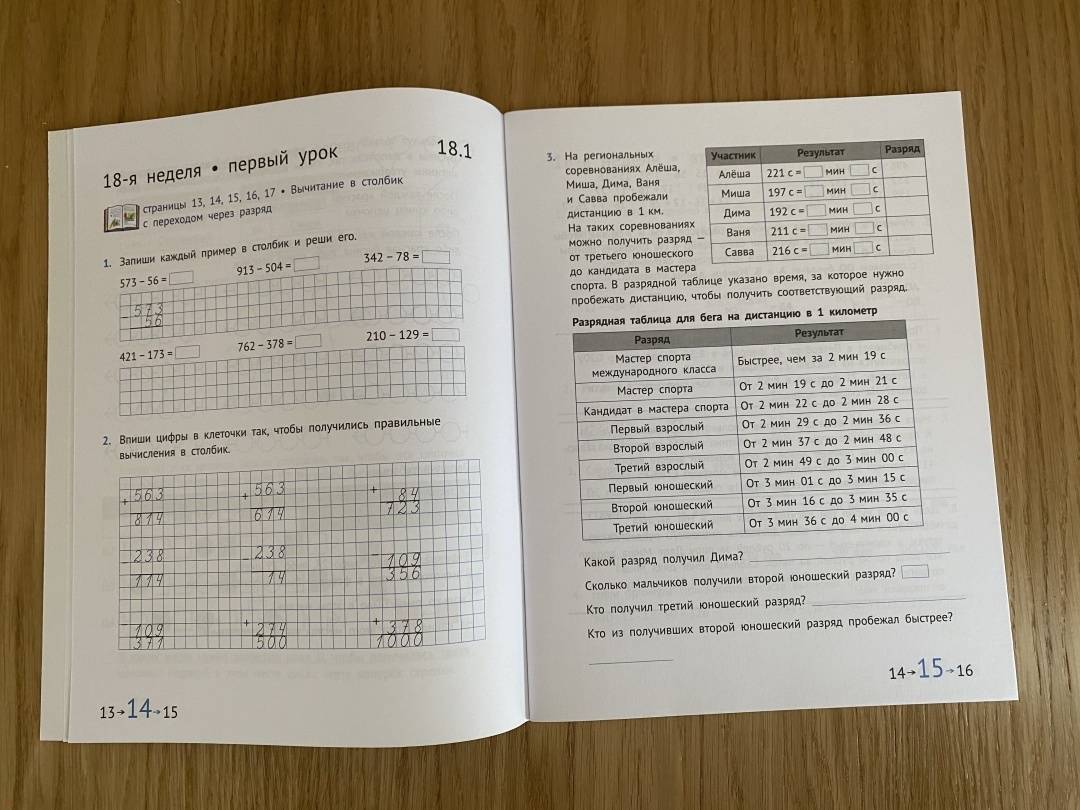 18-я неделя • первый урок
18.1
страницы 13, 14, 15, 16, 17 • Вычитание в столбик
с переходом через разряд
1. Запиши каждый пример в столбик и реши его.
573 – 56 =
913 – 504 =
342 – 78 =
– 573
56
421 – 173 =
762 – 378 =
210 – 129 =
2. Впиши цифры в клеточки так, чтобы получились правильные
вычисления в столбик.
+ 563
814
+ 563
614
+ 84
723
– 238
114
– 238
14
– 109
356
– 109
371
+ 274
500
+ 378
1000
13→14→15
3. На региональных
соревнованиях Алёша,
Миша, Дима, Ваня
и Савва пробежали
дистанцию в 1 км.
На таких соревнованиях
можно получить разряд —
от третьего юношеского
до кандидата в мастера
спорта. В разрядной таблице указано время, за которое нужно
пробежать дистанцию, чтобы получить соответствующий разряд.
Участник Результат Разряд
Алёша 221 с = мин с
Миша 197 с = мин с
Дима 192 с = мин с
Ваня 211 с = мин с
Савва 216 с = мин с
Разрядная таблица для бега на дистанцию в 1 километр
Разряд Результат
Мастер спорта
международного класса Быстрее, чем за 2 мин 19 с
Мастер спорта От 2 мин 19 с до 2 мин 21 с
Кандидат в мастера спорта От 2 мин 22 с до 2 мин 28 с
Первый взрослый От 2 мин 29 с до 2 мин 36 с
Второй взрослый От 2 мин 37 с до 2 мин 48 с
Третий взрослый От 2 мин 49 с до 3 мин 00 с
Первый юношеский От 3 мин 01 с до 3 мин 15 с
Второй юношеский От 3 мин 16 с до 3 мин 35 с
Третий юношеский От 3 мин 36 с до 4 мин 00 с
Какой разряд получил Дима?
Сколько мальчиков получили второй юношеский разряд?
Кто получил третий юношеский разряд?
Кто из получивших второй юношеский разряд пробежал быстрее?
14→15→16